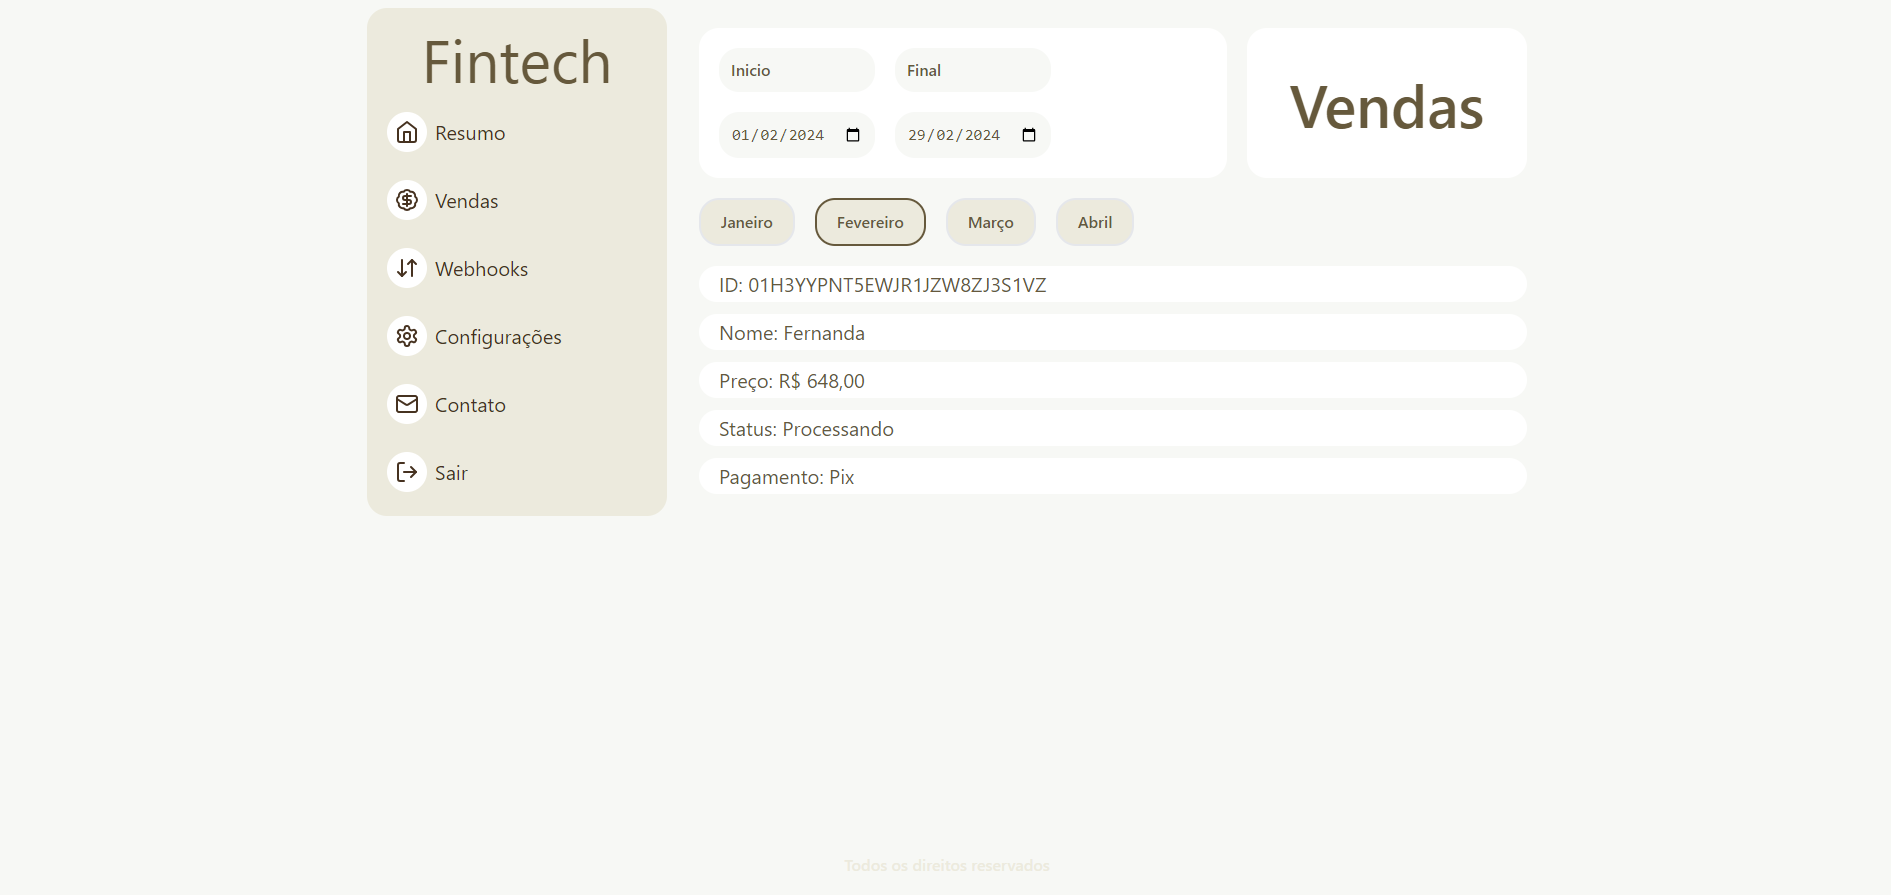 Fintech
Resumo
Vendas
Webhooks
Configurações
Contato
Sair
Inicio
Final
01/02/2024
29/02/2024
Vendas
Janeiro
Fevereiro
Março
Abril
ID: 01H3YYPNT5EWJR1JZW8ZJ3S1VZ
Nome: Fernanda
Preço: R$ 648,00
Status: Processando
Pagamento: Pix
Todos os direitos reservados